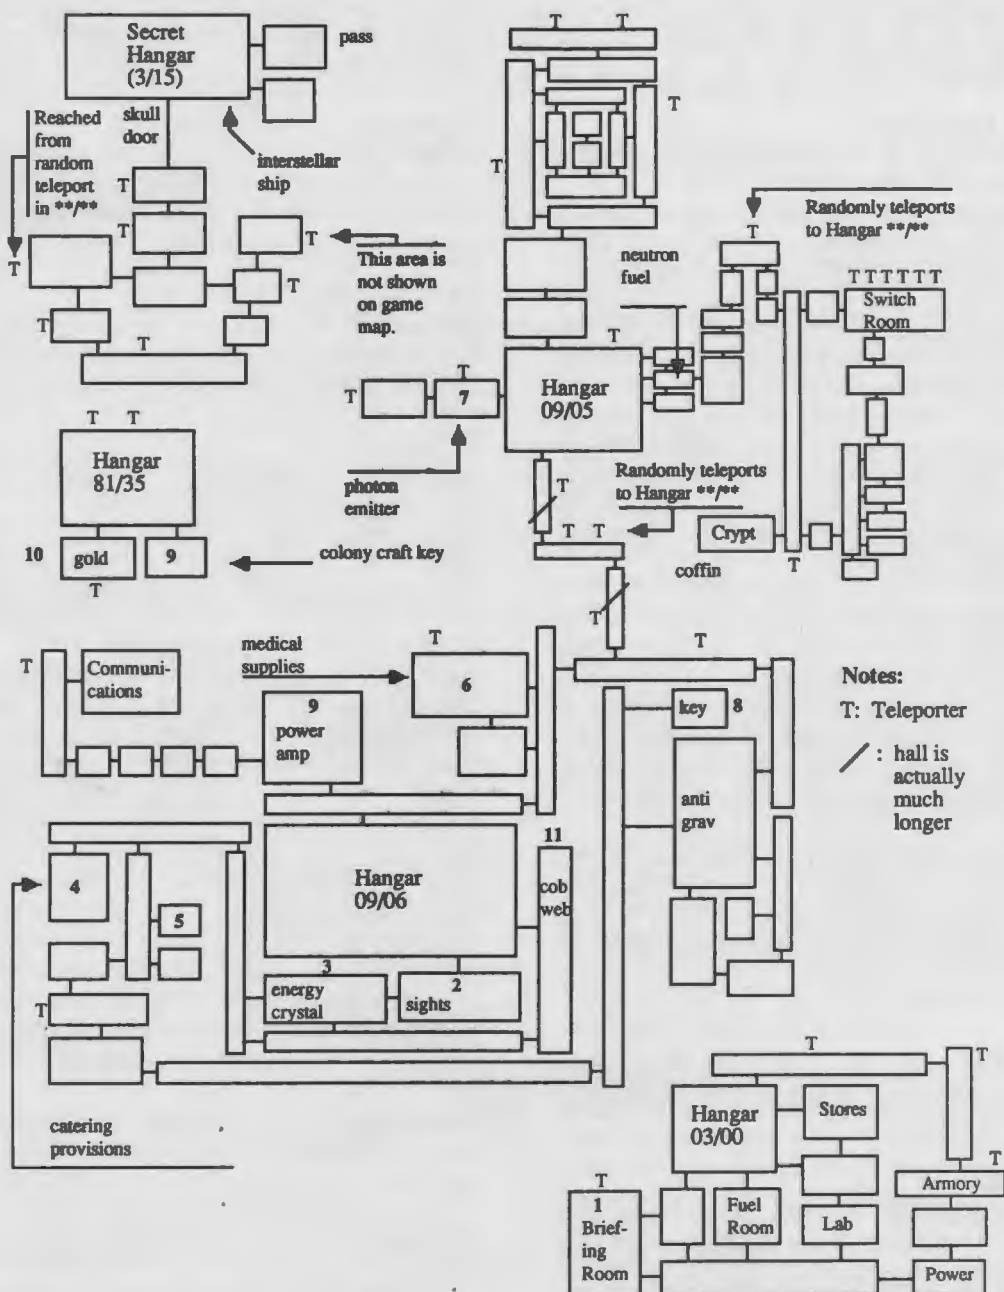 Secret
Hangar
(3/15)
pass
skull
door
Reached
from
random
teleport
in **/**
T
interstellar
ship
T
T
T
This area is
not shown
on game
map.
T
T
T
T T
T
T
Randomly teleports
to Hangar **/**
T
neutron
fuel
T T T T T T
Switch
Room
T
Hangar
09/05
T
T
7
photon
emitter
T T
Hangar
81/35
10
gold
9
T
colony craft key
T
Randomly teleports
to Hangar **/**
T T
Crypt
coffin
T
T
medical
supplies
T
6
T
T
Communi-
cations
9
power
amp
key
8
anti
grav
Notes:
T: Teleporter
/ : hall is
actually
much
longer
4
5
Hangar
09/06
11
cob
web
3
energy
crystal
2
sights
T
catering
provisions
T
T
Hangar
03/00
Stores
T
Armory
T
1
Brief-
ing
Room
Fuel
Room
Lab
Power